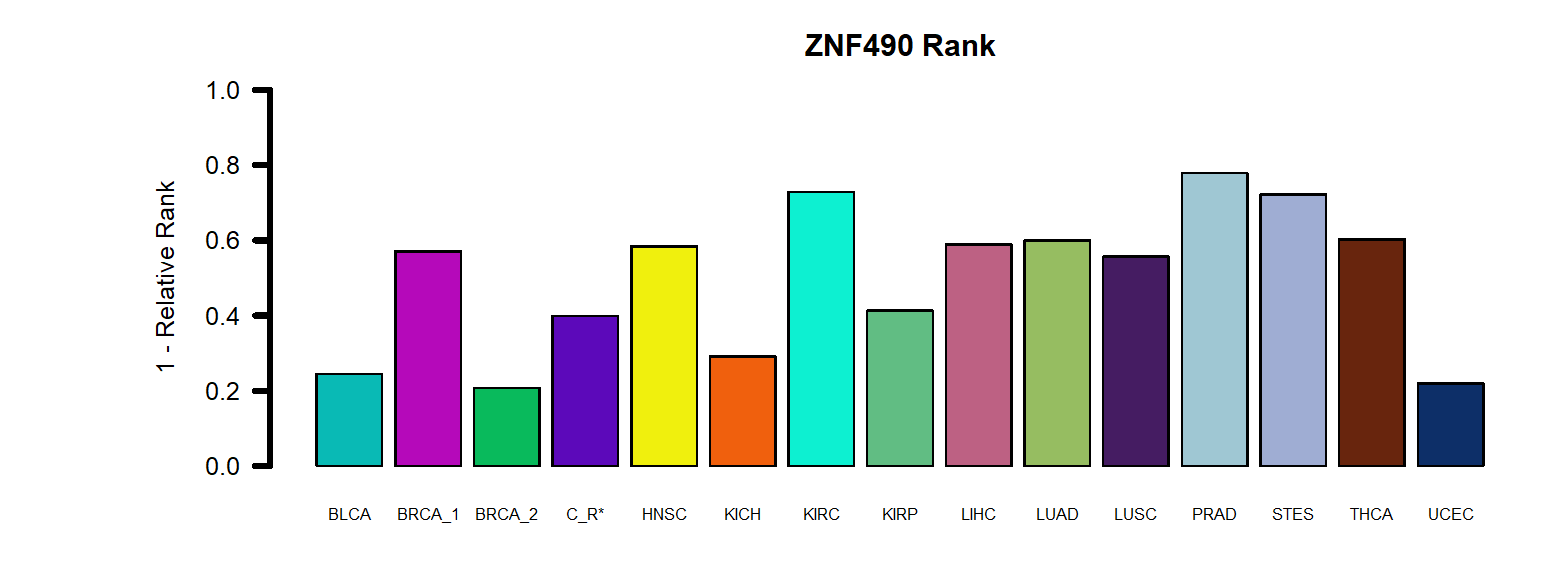 ZNF490 Rank
1 - Relative Rank
1.0
0.8
0.6
0.4
0.2
0.0
BLCA BRCA_1 BRCA_2 C_R* HNSC KICH KIRC KIRP LIHC LUAD LUSC PRAD STES THCA UCEC